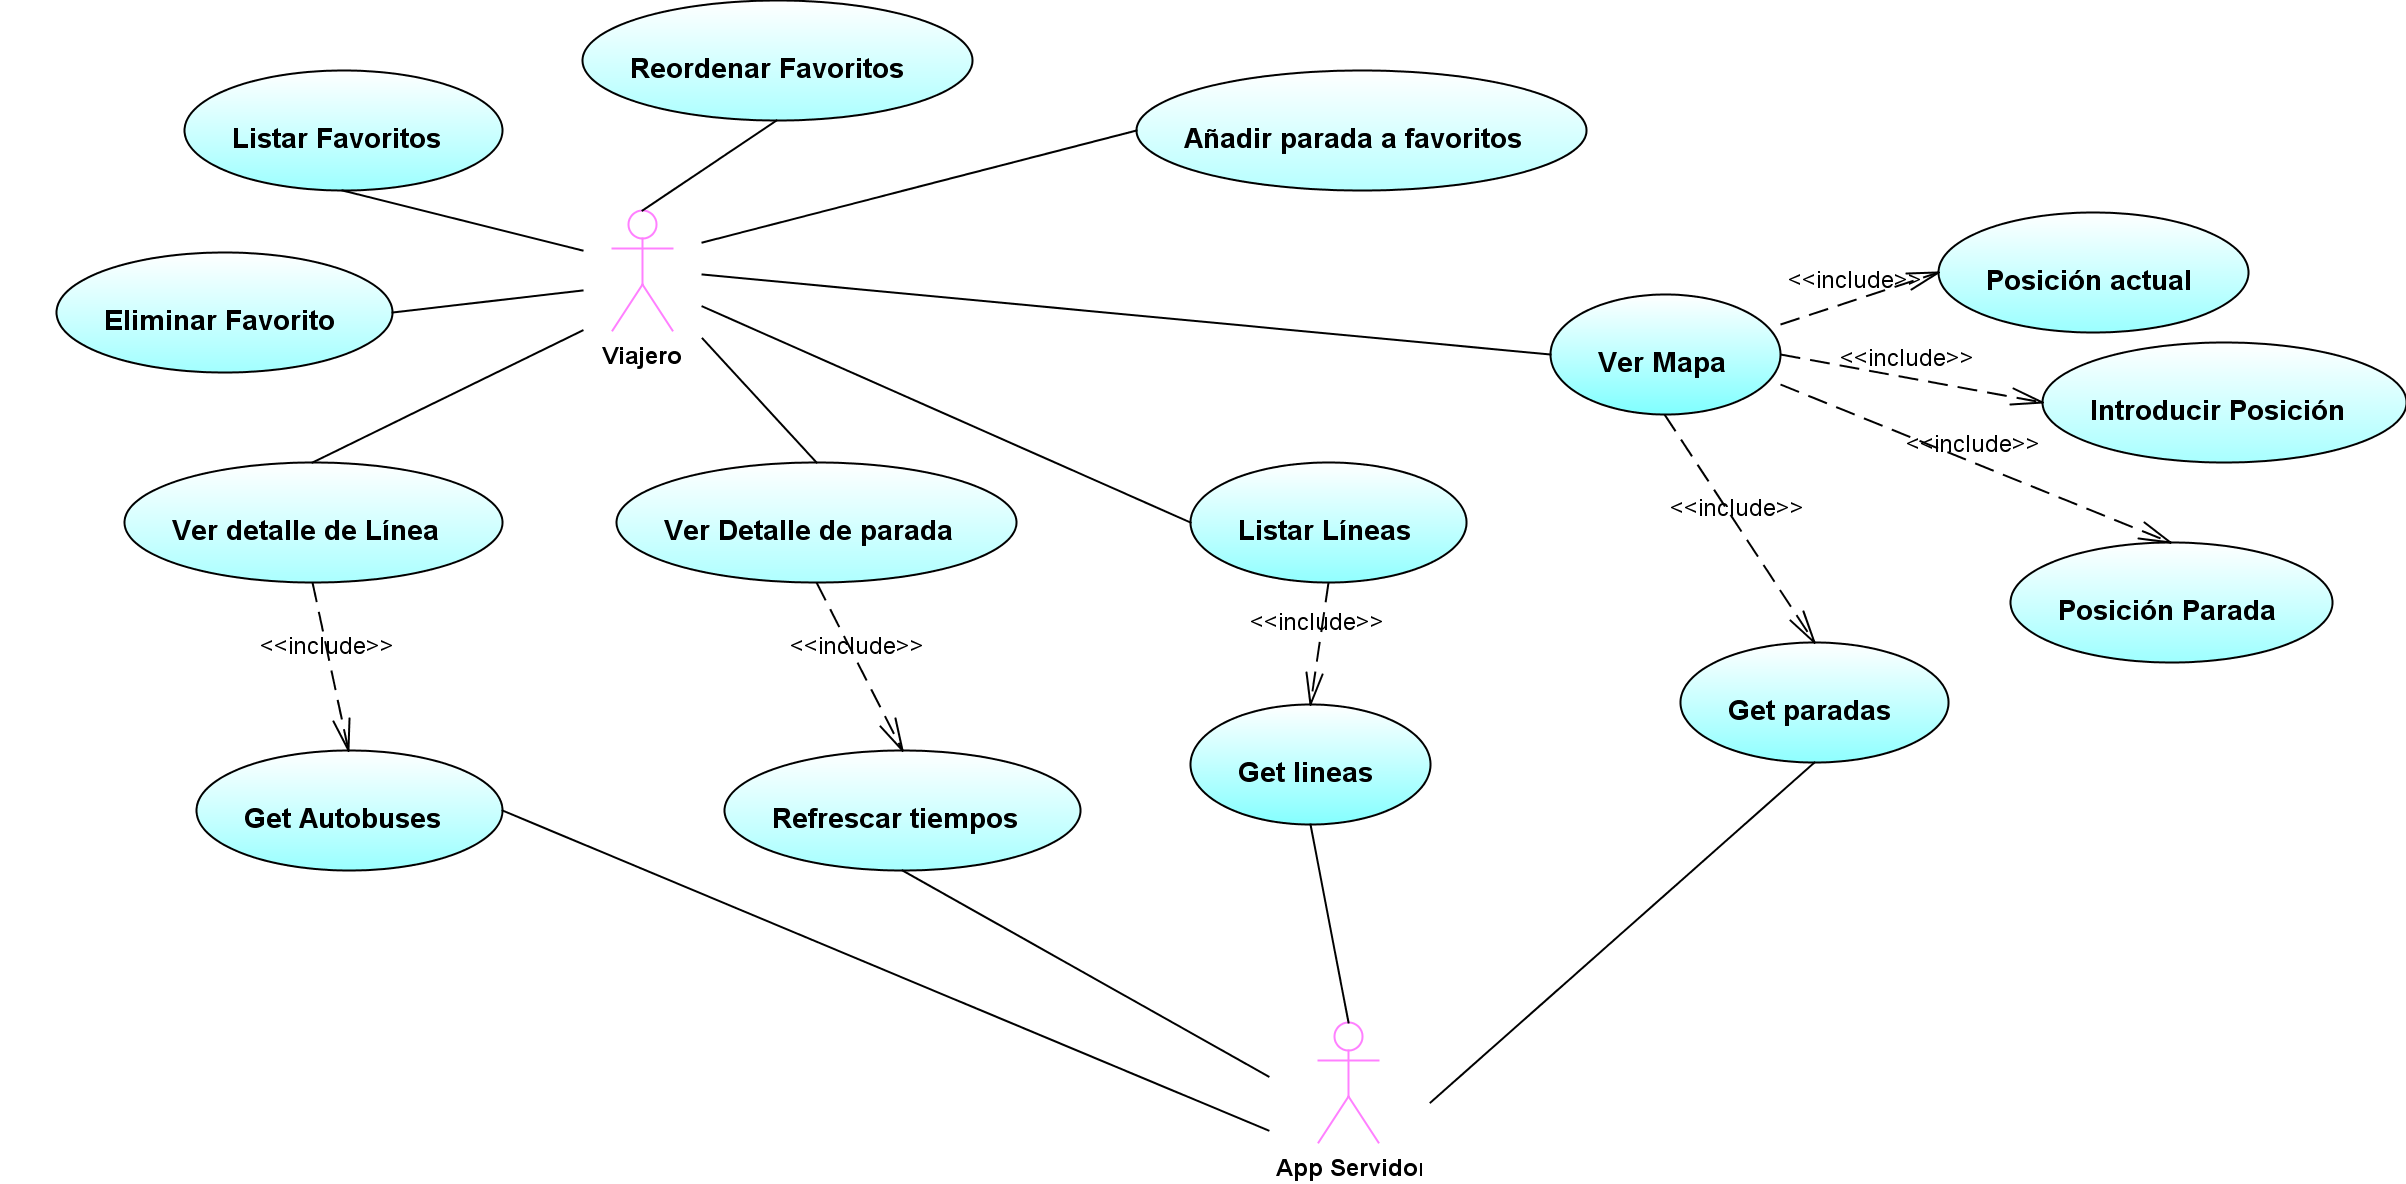 Reordenar Favoritos
Listar Favoritos
Añadir parada a favoritos
Eliminar Favorito
Viajero
<<include>>
Posición actual
Ver Mapa
<<include>>
Introducir Posición
<<include>>
<<include>>
Ver detalle de Línea
Ver Detalle de parada
Listar Líneas
Posición Parada
<<include>>
<<include>>
<<include>>
Get paradas
Get lineas
Get Autobuses
Refrescar tiempos
App Servidor